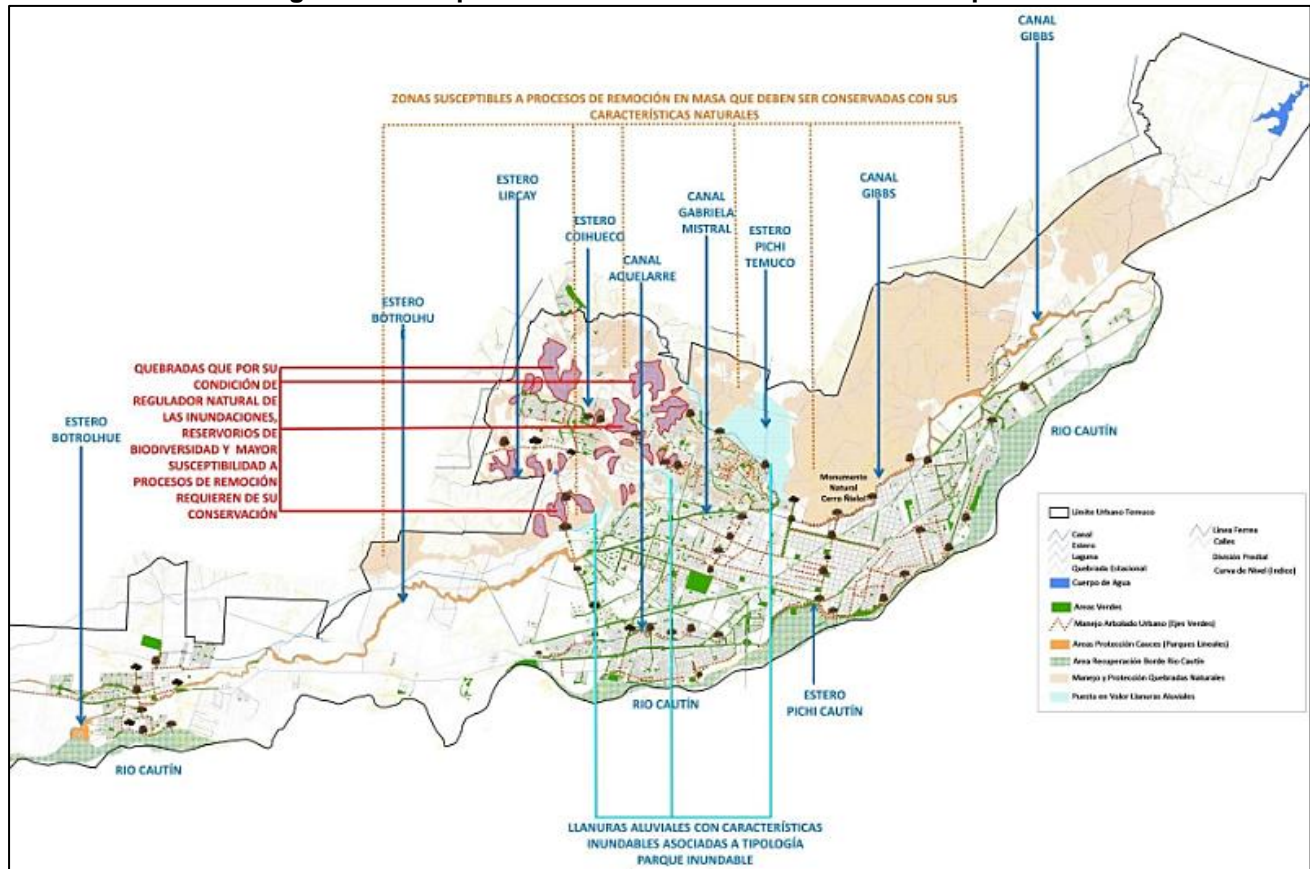 CANAL
GIBBS
ZONAS SUSCEPTIBLES A PROCESOS DE REMOCIÓN EN MASA QUE DEBEN SER CONSERVADAS CON SUS
CARACTERÍSTICAS NATURALES
ESTERO
LIRCAY
ESTERO
COIHUECO
CANAL
AQUELARRE
CANAL
GABRIELA
MISTRAL
ESTERO
PICHI
TEMUCO
CANAL
GIBBS
ESTERO
BOTROLHU
E
QUEBRADAS QUE POR SU
CONDICIÓN DE
REGULADOR NATURAL DE
LAS INUNDACIONES,
RESERVORIOS DE
BIODIVERSIDAD Y MAYOR
SUSCEPTIBILIDAD A
PROCESOS DE REMOCIÓN
REQUIEREN DE SU
CONSERVACIÓN
ESTERO
BOTROLHUE
RIO CAUTÍN
Monumento
Natural
Cerro Ñielol
Límite Urbano Temuco
Canal
Estero
Laguna
Quebrada Estacional
Cuerpo de Agua
Línea Ferrea
Calles
División Predial
Curva de Nivel (Indice)
Areas Verdes
Manejo Arbolado Urbano (Ejes Verdes)
Areas Protección Cauces (Parques Lineales)
Area Recuperación Borde Río Cautín
Manejo y Protección Quebradas Naturales
Puesta en Valor Llanuras Aluviales
RIO CAUTÍN
ESTERO
PICHI CAUTÍN
RIO CAUTÍN
LLANURAS ALUVIALES CON CARACTERÍSTICAS
INUNDABLES ASOCIADAS A TIPOLOGÍA
PARQUE INUNDABLE